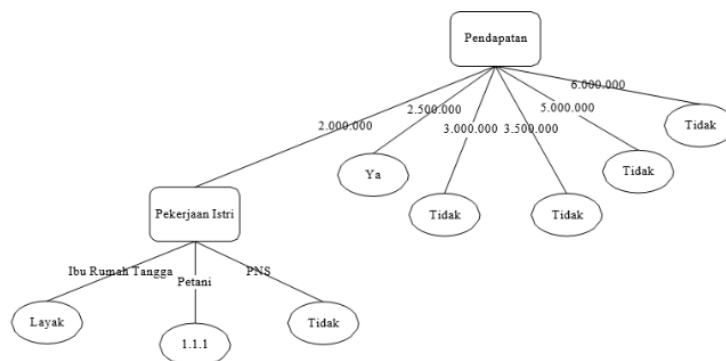 Pendapatan
6.000.000
2.500.000
5.000.000
2.000.000
3.000.000
3.500.000
Tidak
Ya
Tidak
Tidak
Tidak
Pekerjaan Istri
Ibu Rumah Tangga
Petani
PNS
Layak
1.1.1
Tidak